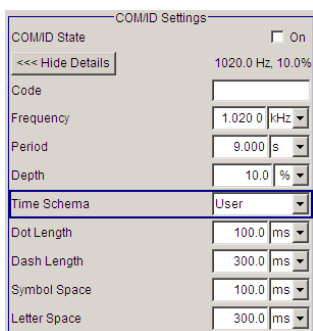 COM/ID Settings
COM/ID State On
<<< Hide Details 1020.0 Hz, 10.0%
Code
Frequency 1.020 0 kHz
Period 9.000 s
Depth 10.0 %
Time Schema User
Dot Length 100.0 ms
Dash Length 300.0 ms
Symbol Space 100.0 ms
Letter Space 300.0 ms